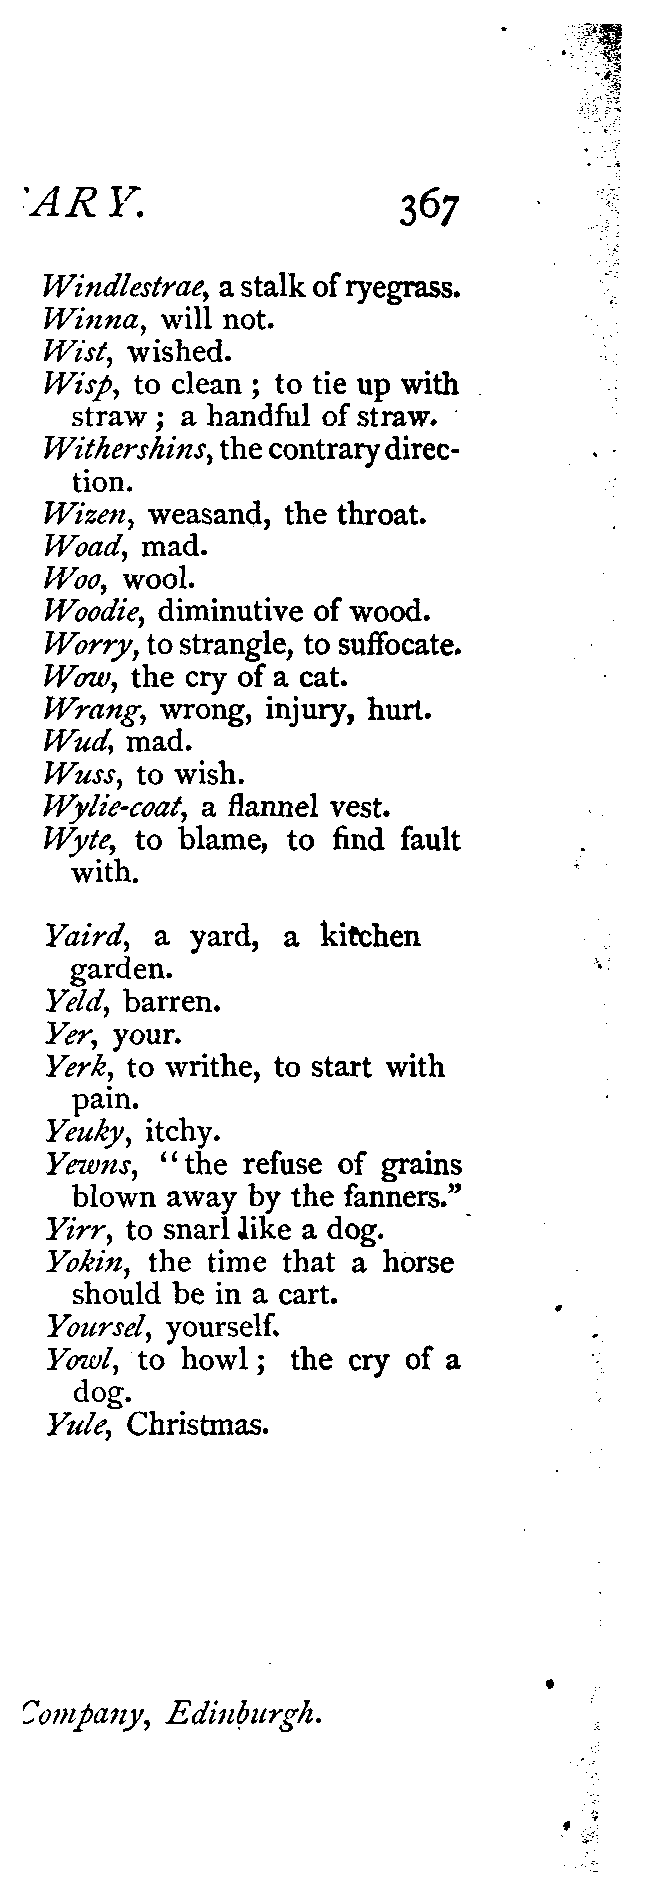 ARY. 367
Windlestrae, a stalk of ryegrass.
Winna, will not.
Wist, wished.
Wisp, to clean ; to tie up with
straw ; a handful of straw.
Withershins, the contrary direc-
tion.
Wizen, weasand, the throat.
Woad, mad.
Woo, wool.
Woodie, diminutive of wood.
Worry, to strangle, to suffocate.
Wow, the cry of a cat.
Wrang, wrong, injury, hurt.
Wud, mad.
Wuss, to wish.
Wylie-coat, a flannel vest.
Wyte, to blame, to find fault
with.
Yaird, a yard, a kitchen
garden.
Yeld, barren.
Yer, your.
Yerk, to writhe, to start with
pain.
Yeuky, itchy.
Yewns, “the refuse of grains
blown away by the fanners.”
Yirr, to snarl like a dog.
Yokin, the time that a horse
should be in a cart.
Yoursel, yourself.
Yowl, to howl ; the cry of a
dog.
Yule, Christmas.
Company, Edinburgh.